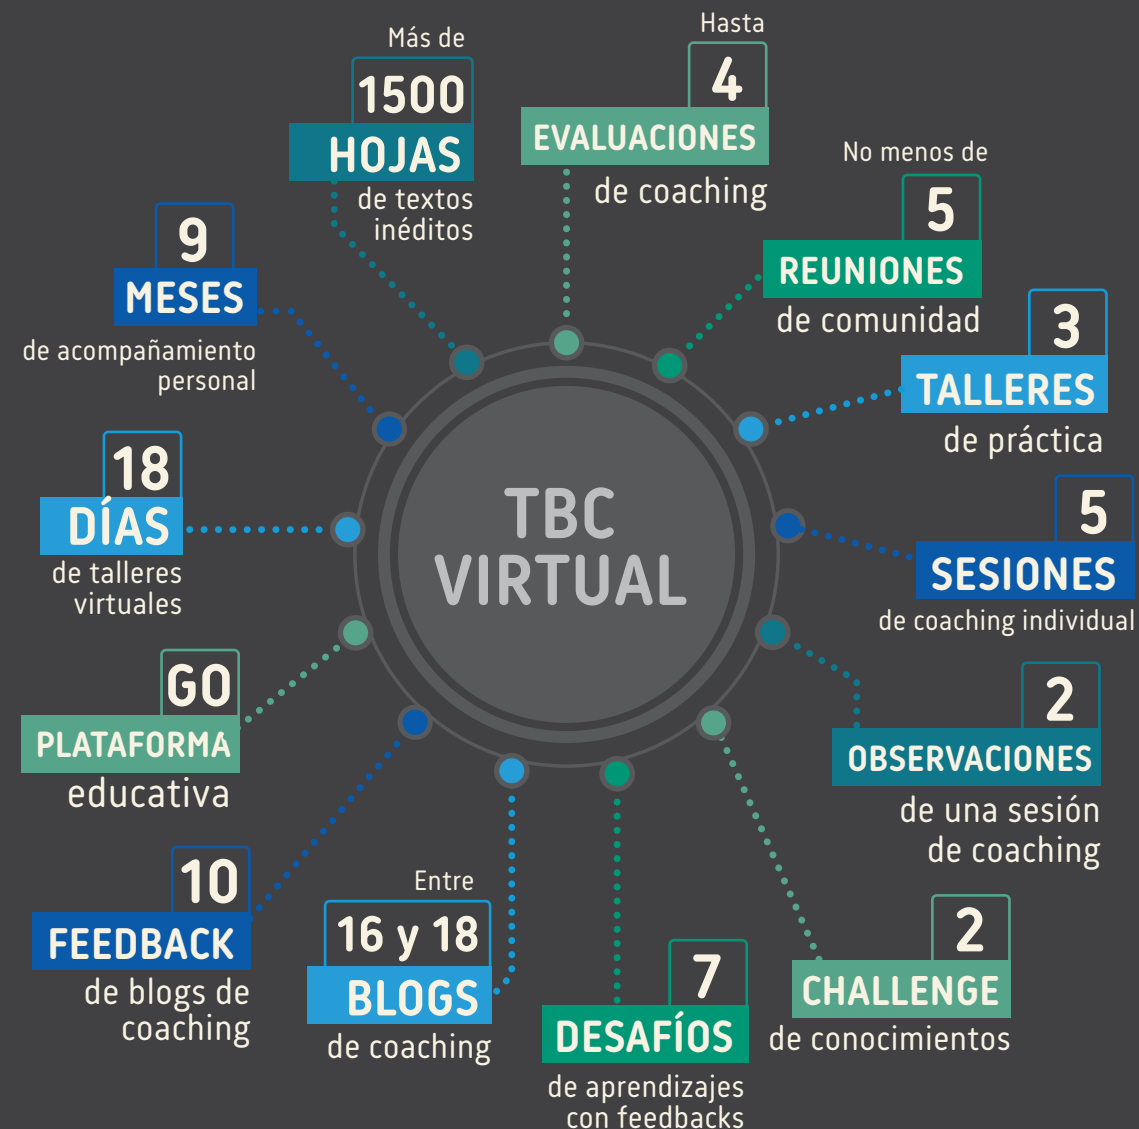 TBC
VIRTUAL
Hasta
4
EVALUACIONES
de coaching
No menos de
5
REUNIONES
de comunidad
3
TALLERES
de práctica
5
SESIONES
de coaching individual
2
OBSERVACIONES
de una sesión
de coaching
2
CHALLENGE
de conocimientos
7
DESAFÍOS
de aprendizajes
con feedbacks
Entre
16 y 18
BLOGS
de coaching
10
FEEDBACK
de blogs de
coaching
GO
PLATAFORMA
educativa
18
DÍAS
de talleres
virtuales
9
MESES
de acompañamiento
personal
Más de
1500
HOJAS
de textos
inéditos